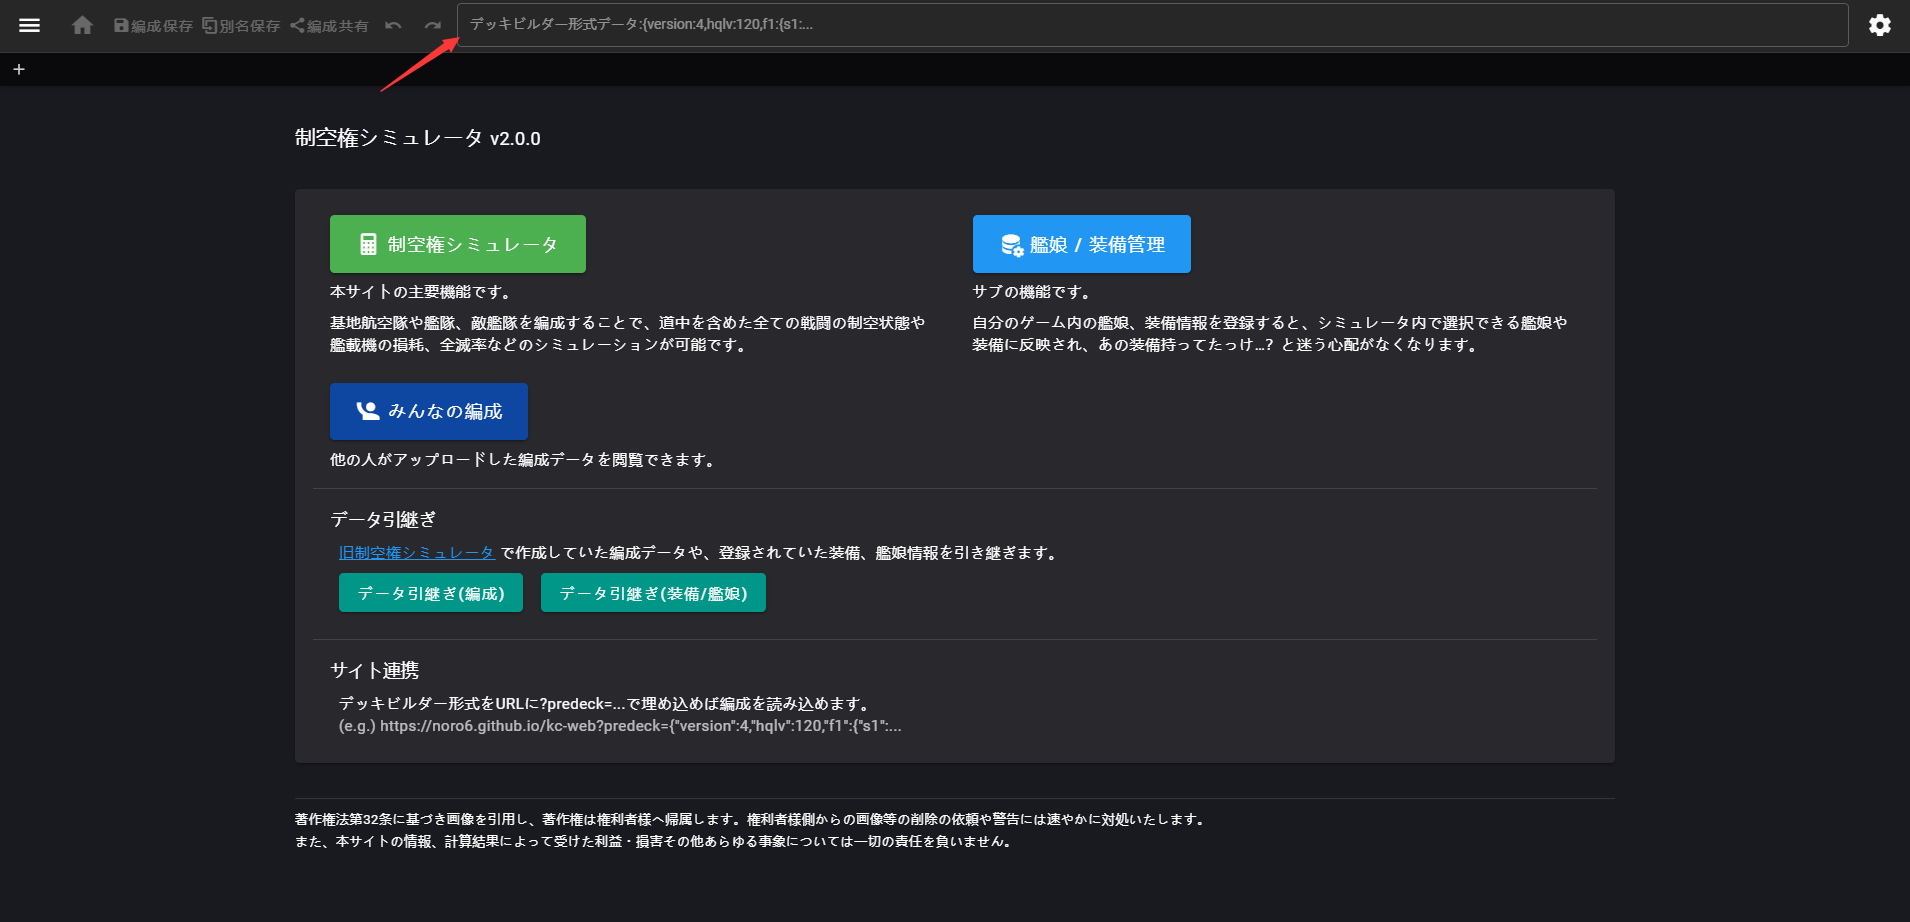 編成保存 別名保存 編成共有 デッキビルダー形式データ:{version:4,hqlv:120,f1:{s1:...
+
制空権シミュレータ v2.0.0
制空権シミュレータ
本サイトの主要機能です。
基地航空隊や艦隊、敵艦隊を編成することで、道中を含めた全ての戦闘の制空状態や
艦載機の損耗、全滅率などのシミュレーションが可能です。
艦娘 / 装備管理
サブの機能です。
自分のゲーム内の艦娘、装備情報を登録すると、シミュレータ内で選択できる艦娘や
装備に反映され、あの装備持ってたっけ...? と迷う心配がなくなります。
みんなの編成
他の人がアップロードした編成データを閲覧できます。
データ引継ぎ
旧制空権シミュレータ で作成していた編成データや、登録されていた装備、艦娘情報を引き継ぎます。
データ引継ぎ(編成) データ引継ぎ(装備/艦娘)
サイト連携
デッキビルダー形式をURLに?predeck=...で埋め込めば編成を読み込めます。
(e.g.) https://noro6.github.io/kc-web?predeck={"version":4,"hqlv":120,"f1":{"s1":...
著作権法第32条に基づき画像を引用し、著作権は権利者様へ帰属します。権利者様側からの画像等の削除の依頼や警告には速やかに対処いたします。
また、本サイトの情報、計算結果によって受けた利益・損害その他あらゆる事象については一切の責任を負いません。